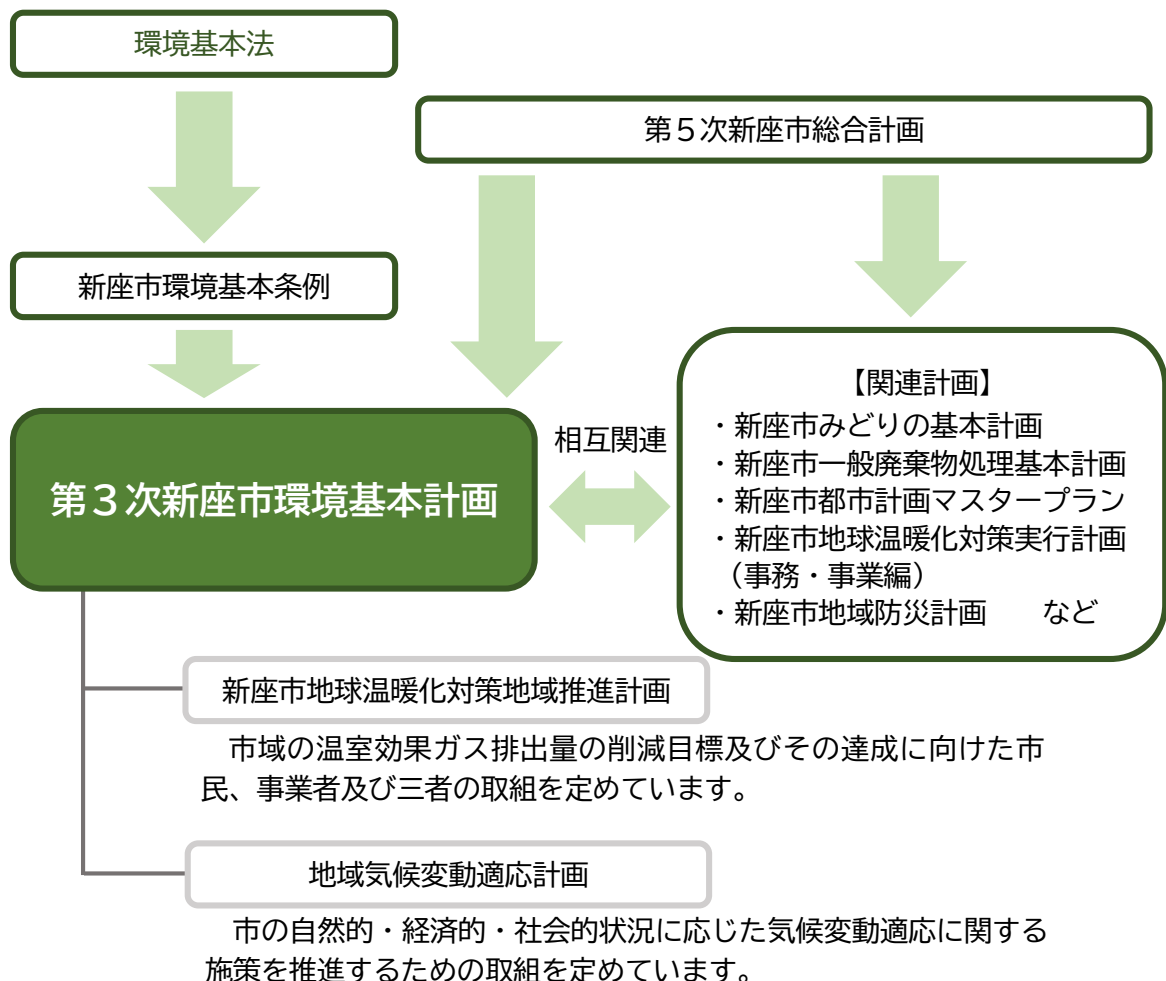 環境基本法
第５次新座市総合計画
新座市環境基本条例
第３次新座市環境基本計画
相互関連
【関連計画】
・新座市みどりの基本計画
・新座市一般廃棄物処理基本計画
・新座市都市計画マスタープラン
・新座市地球温暖化対策実行計画
（事務・事業編）
・新座市地域防災計画　　など
新座市地球温暖化対策地域推進計画
市域の温室効果ガス排出量の削減目標及びその達成に向けた市
民、事業者及び三者の取組を定めています。
地域気候変動適応計画
市の自然的・経済的・社会的状況に応じた気候変動適応に関する
施策を推進するための取組を定めています。